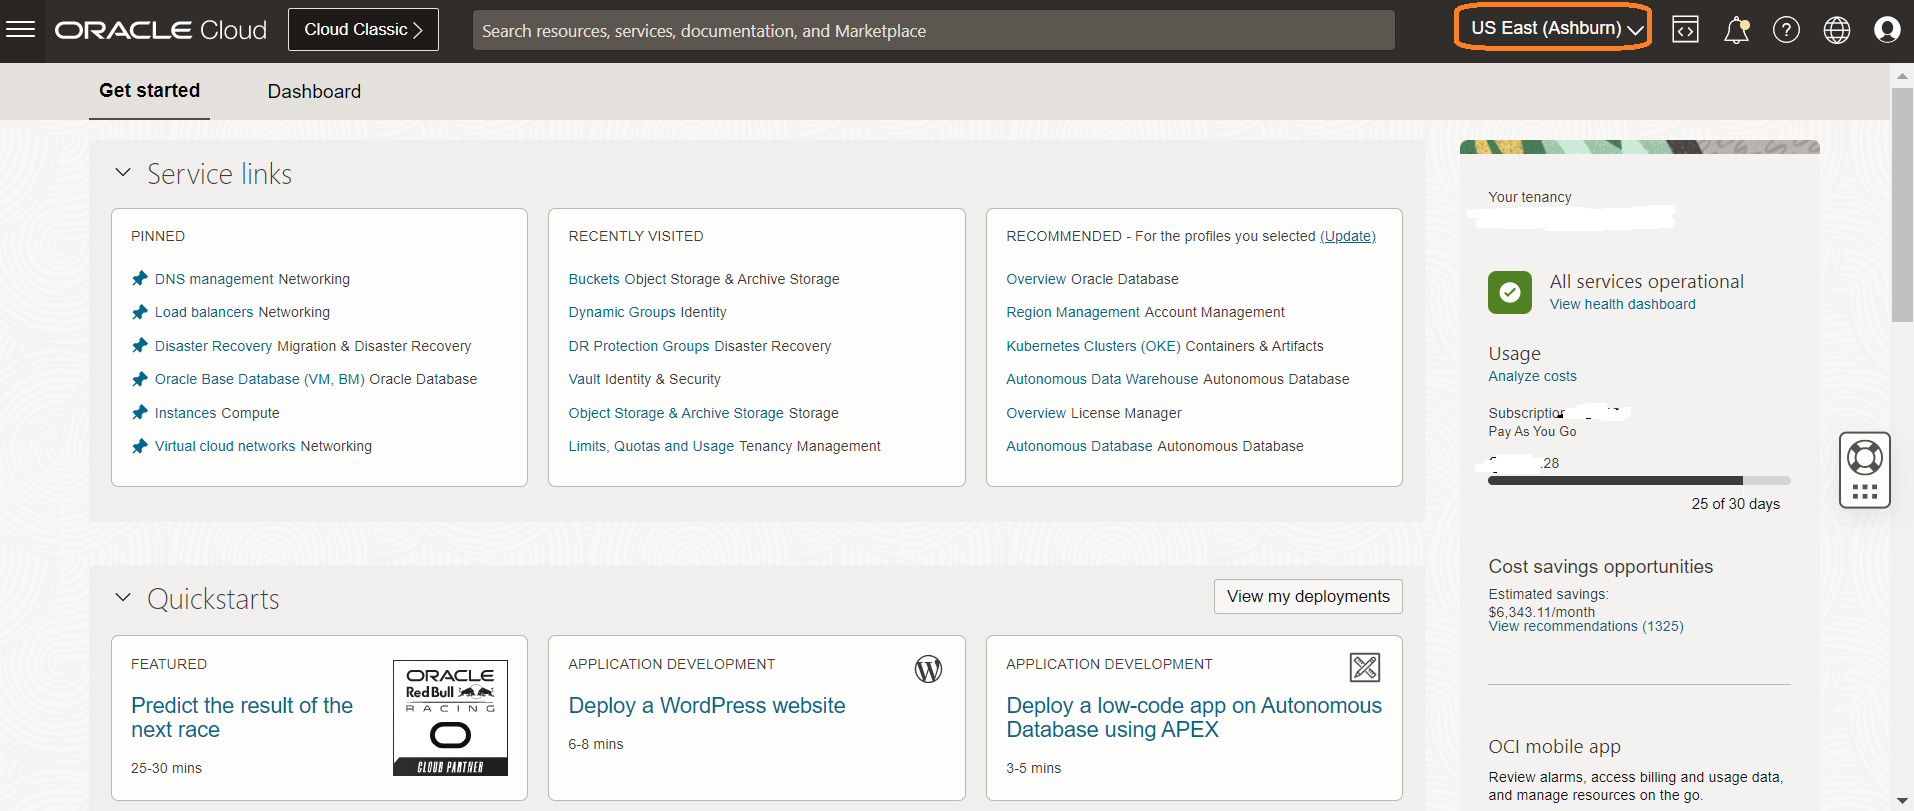 ORACLE Cloud
Cloud Classic
Search resources, services, documentation, and Marketplace
US East (Ashburn)
Get started
Dashboard
Service links
PINNED
DNS management Networking
Load balancers Networking
Disaster Recovery Migration & Disaster Recovery
Oracle Base Database (VM, BM) Oracle Database
Instances Compute
Virtual cloud networks Networking
RECENTLY VISITED
Buckets Object Storage & Archive Storage
Dynamic Groups Identity
DR Protection Groups Disaster Recovery
Vault Identity & Security
Object Storage & Archive Storage Storage
Limits, Quotas and Usage Tenancy Management
RECOMMENDED - For the profiles you selected (Update)
Overview Oracle Database
Region Management Account Management
Kubernetes Clusters (OKE) Containers & Artifacts
Autonomous Data Warehouse Autonomous Database
Overview License Manager
Autonomous Database Autonomous Database
Your tenancy
All services operational
View health dashboard
Usage
Analyze costs
Subscription
Pay As You Go
.28
25 of 30 days
Cost savings opportunities
Estimated savings:
$6,343.11/month
View recommendations (1325)
OCI mobile app
Review alarms, access billing and usage data,
and manage resources on the go.
Quickstarts
View my deployments
FEATURED
Predict the result of the
next race
25-30 mins
ORACLE
Red Bull
RACING
CLOUD PARTNER
APPLICATION DEVELOPMENT
Deploy a WordPress website
6-8 mins
APPLICATION DEVELOPMENT
Deploy a low-code app on Autonomous
Database using APEX
3-5 mins